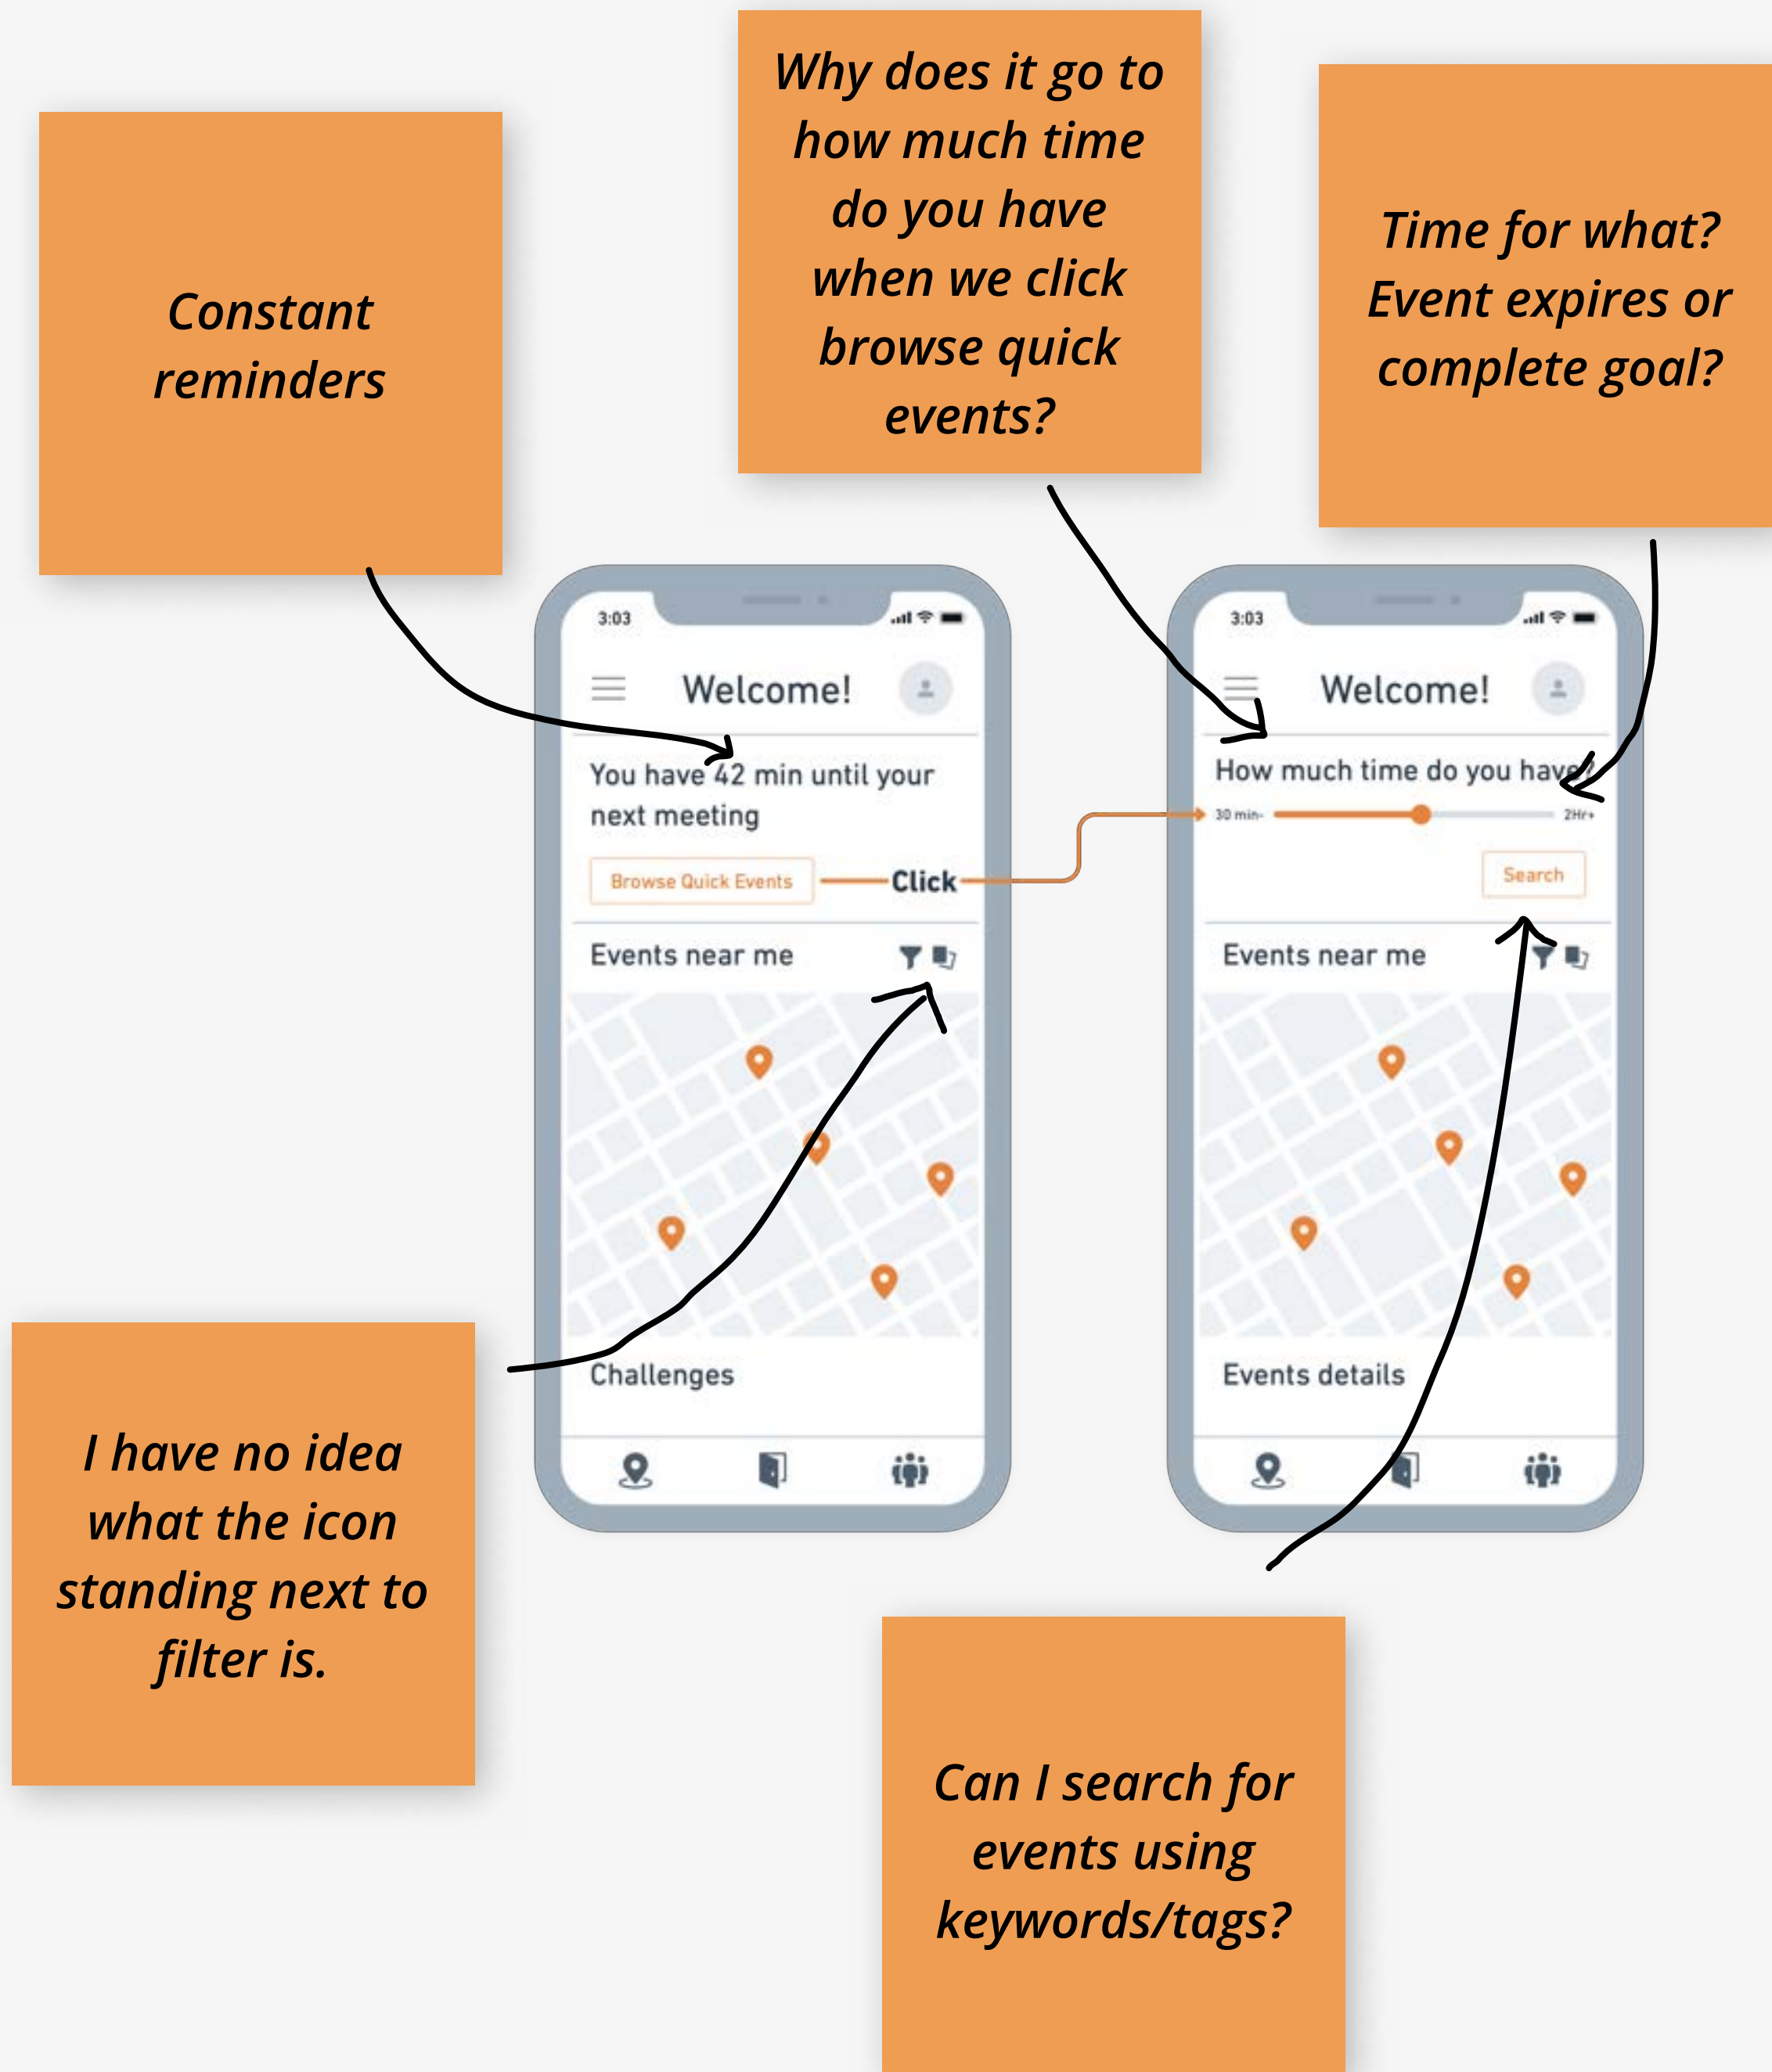 Why does it go to
how much time
do you have
when we click
browse quick
events?
Time for what?
Event expires or
complete goal?
Constant
reminders
3:03
Welcome!
You have 42 min until your
next meeting
Browse Quick Events
Click
Events near me
Challenges
3:03
Welcome!
How much time do you have?
30 min-
2Hr+
Search
Events near me
Events details
I have no idea
what the icon
standing next to
filter is.
Can I search for
events using
keywords/tags?